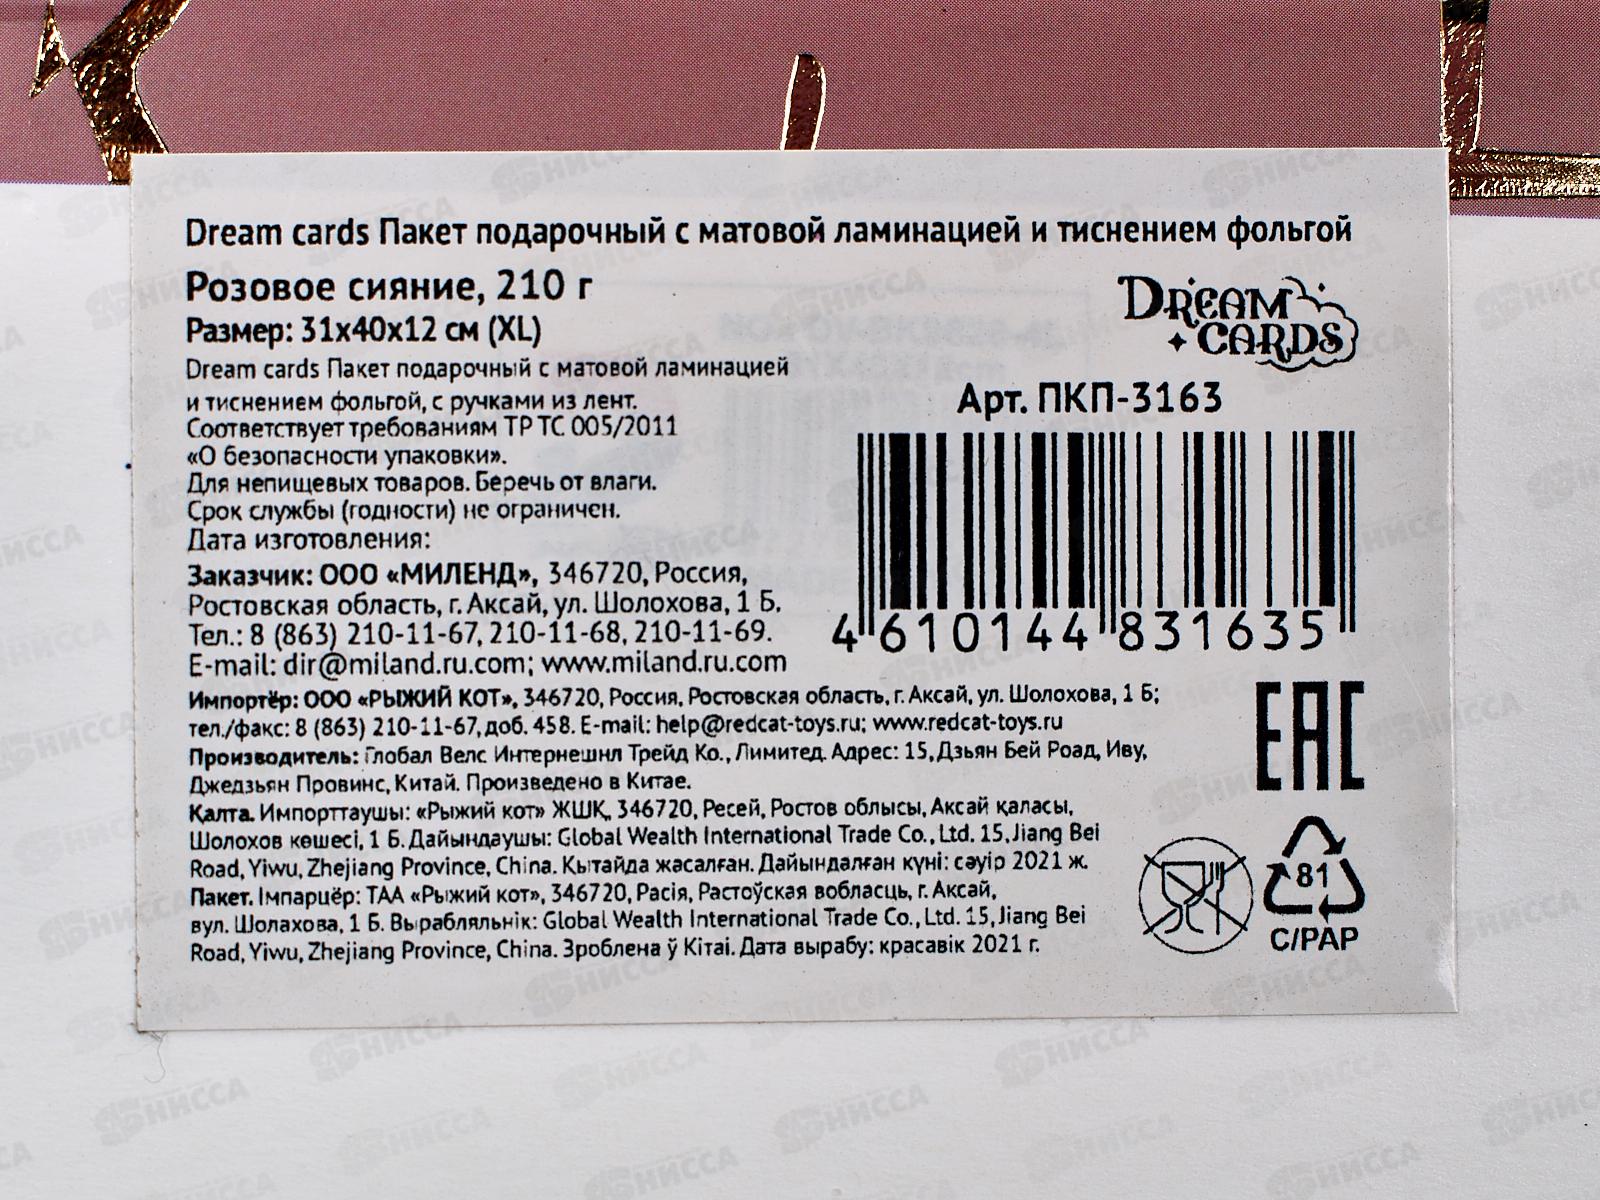 Dream cards Пакет подарочный с матовой ламинацией и тиснением фольгой
Розовое сияние, 210 г
Размер: 31х40х12 см (XL)
Dream cards Пакет подарочный с матовой ламинацией
и тиснением фольгой, с ручками из лент.
Соответствует требованиям ТР ТС 005/2011
«О безопасности упаковки».
Для непищевых товаров. Беречь от влаги.
Срок службы (годности) не ограничен.
Дата изготовления:
Заказчик: ООО «МИЛЕНД», 346720, Россия,
Ростовская область, г. Аксай, ул. Шолохова, 1 Б.
Тел.: 8 (863) 210-11-67, 210-11-68, 210-11-69.
E-mail: dir@miland.ru.com; www.miland.ru.com
DREAM
CARDS
Арт. ПКП-3163
4 610144 831635
Импортёр: ООО «РЫЖИЙ КОТ», 346720, Россия, Ростовская область, г. Аксай, ул. Шолохова, 1 Б;
тел./факс: 8 (863) 210-11-67, доб. 458. E-mail: help@redcat-toys.ru; www.redcat-toys.ru
Производитель: Глобал Велс Интернешнл Трейд Ко., Лимитед. Адрес: 15, Дзьян Бей Роад, Иву,
Джедзьян Провинс, Китай. Произведено в Китае.
Қалта. Импорттаушы: «Рыжий кот» ЖШҚ, 346720, Ресей, Ростов облысы, Аксай қаласы,
Шолохов көшесі, 1 Б. Дайындаушы: Global Wealth International Trade Co., Ltd. 15, Jiang Bei
Road, Yiwu, Zhejiang Province, China. Қытайда жасалған. Дайындалған күні: сәуір 2021 ж.
Пакет. Імпарцёр: ТАА «Рыжий кот», 346720, Расія, Растоўская вобласць, г. Аксай,
вул. Шолахова, 1 Б. Вырабляльнік: Global Wealth International Trade Co., Ltd. 15, Jiang Bei
Road, Yiwu, Zhejiang Province, China. Зроблена ў Кітаі. Дата вырабу: красавік 2021 г.
ЕАС
81
C/PAP
НИССА